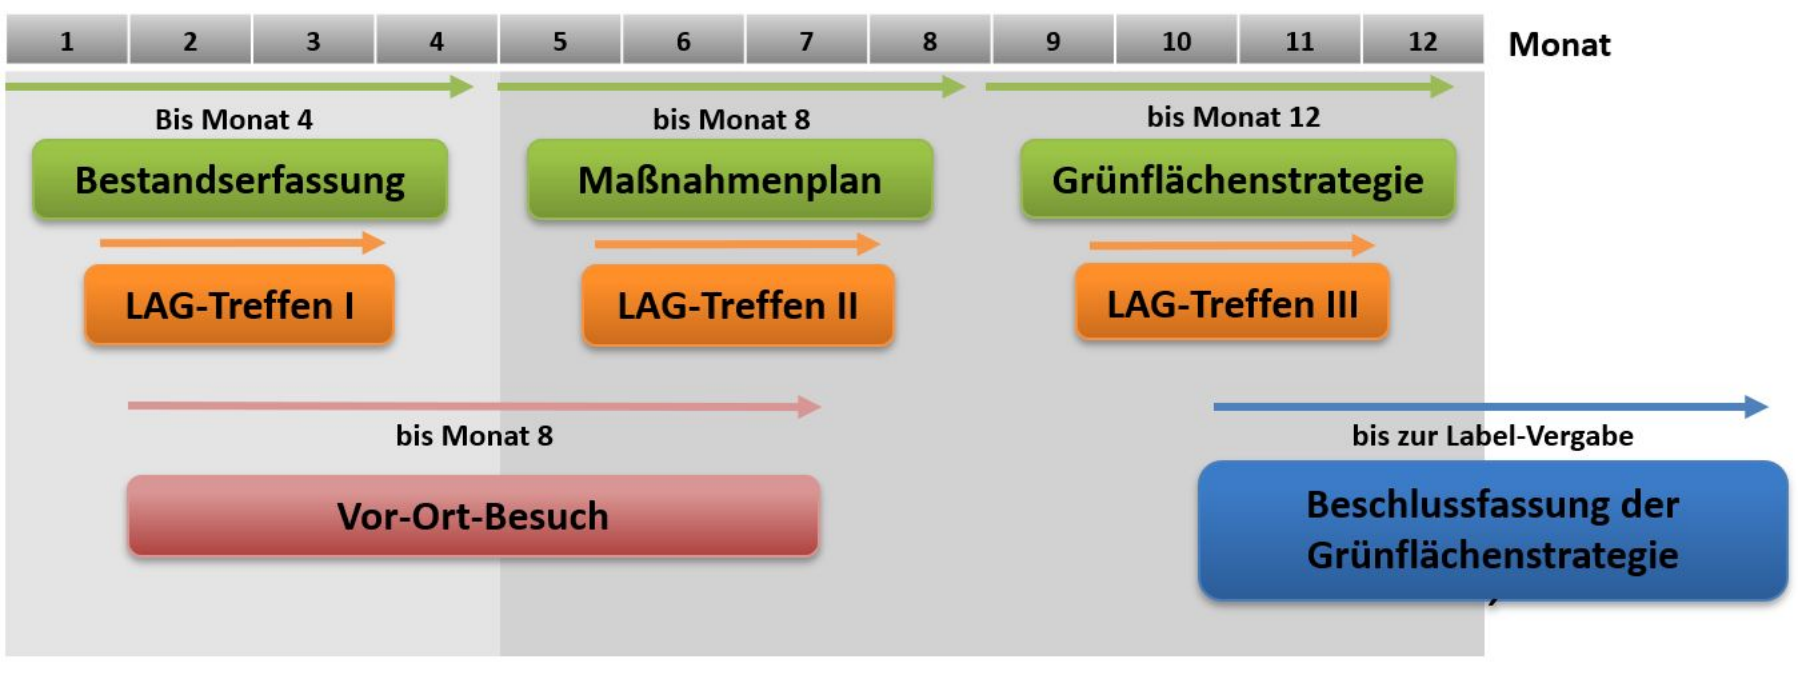 1 2 3 4 5 6 7 8 9 10 11 12 Monat
Bis Monat 4
bis Monat 8
bis Monat 12
Bestandserfassung
Maßnahmenplan
Grünflächenstrategie
LAG-Treffen I
LAG-Treffen II
LAG-Treffen III
bis Monat 8
bis zur Label-Vergabe
Vor-Ort-Besuch
Beschlussfassung der
Grünflächenstrategie